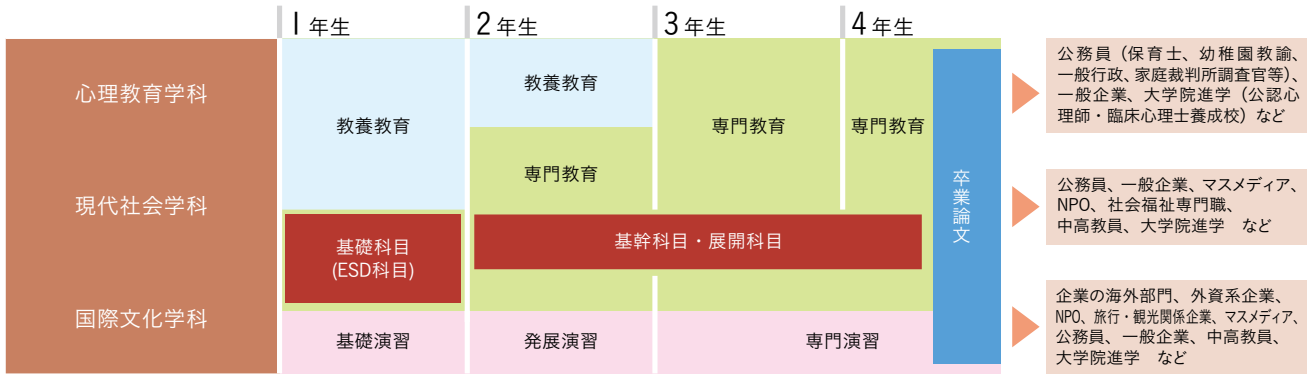 1年生
2年生
3年生
4年生
心理教育学科
現代社会学科
国際文化学科
教養教育
基礎科目
(ESD科目)
基礎演習
教養教育
専門教育
基幹科目・展開科目
発展演習
専門教育
専門教育
専門演習
卒業論文
公務員（保育士、幼稚園教諭、
一般行政、家庭裁判所調査官等）、
一般企業、大学院進学（公認心
理師・臨床心理士養成校）など
公務員、一般企業、マスメディア、
NPO、社会福祉専門職、
中高教員、大学院進学　など
企業の海外部門、外資系企業、
NPO、旅行・観光関係企業、マスメディア、
公務員、一般企業、中高教員、
大学院進学　など